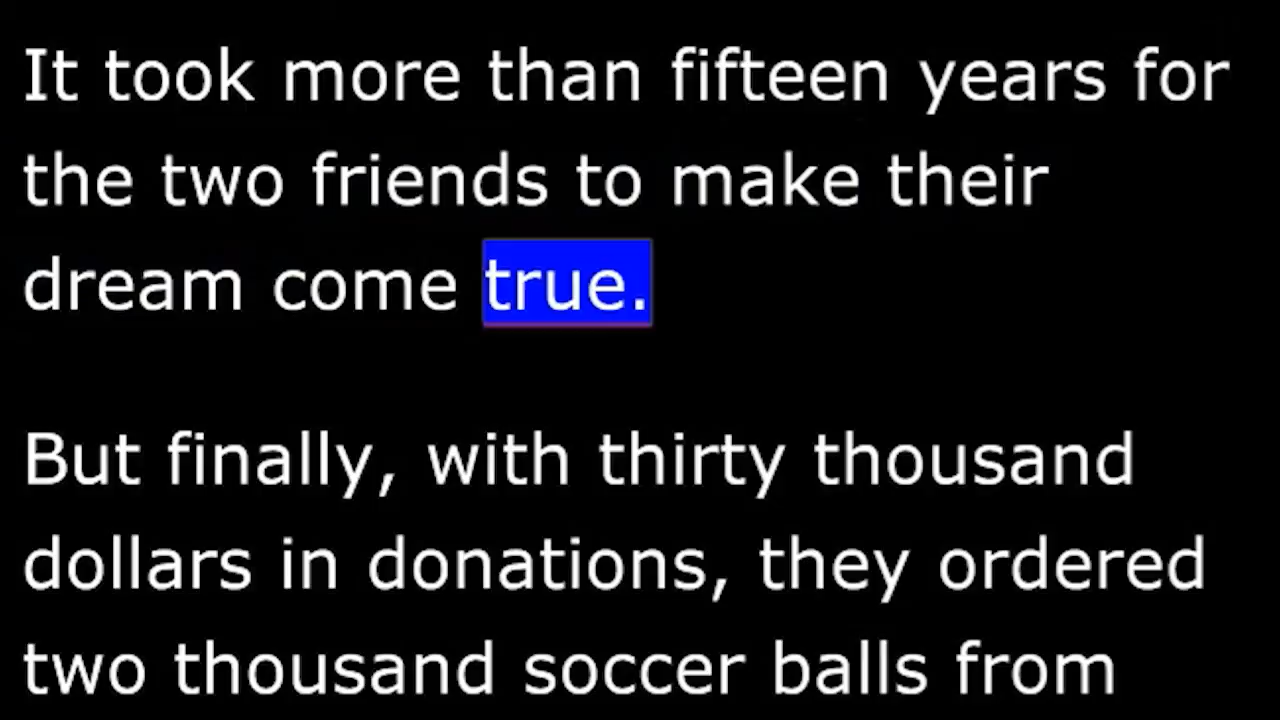 It took more than fifteen years for
the two friends to make their
dream come true.
But finally, with thirty thousand
dollars in donations, they ordered
two thousand soccer balls from